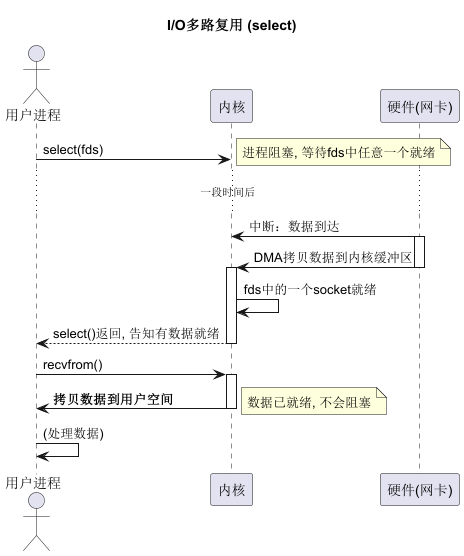 I/O多路复用 (select)
用户进程
内核
硬件(网卡)
select(fds)
进程阻塞, 等待fds中任意一个就绪
一段时间后
中断：数据到达
DMA拷贝数据到内核缓冲区
fds中的一个socket就绪
select()返回, 告知有数据就绪
recvfrom()
拷贝数据到用户空间
数据已就绪, 不会阻塞
(处理数据)
用户进程
内核
硬件(网卡)